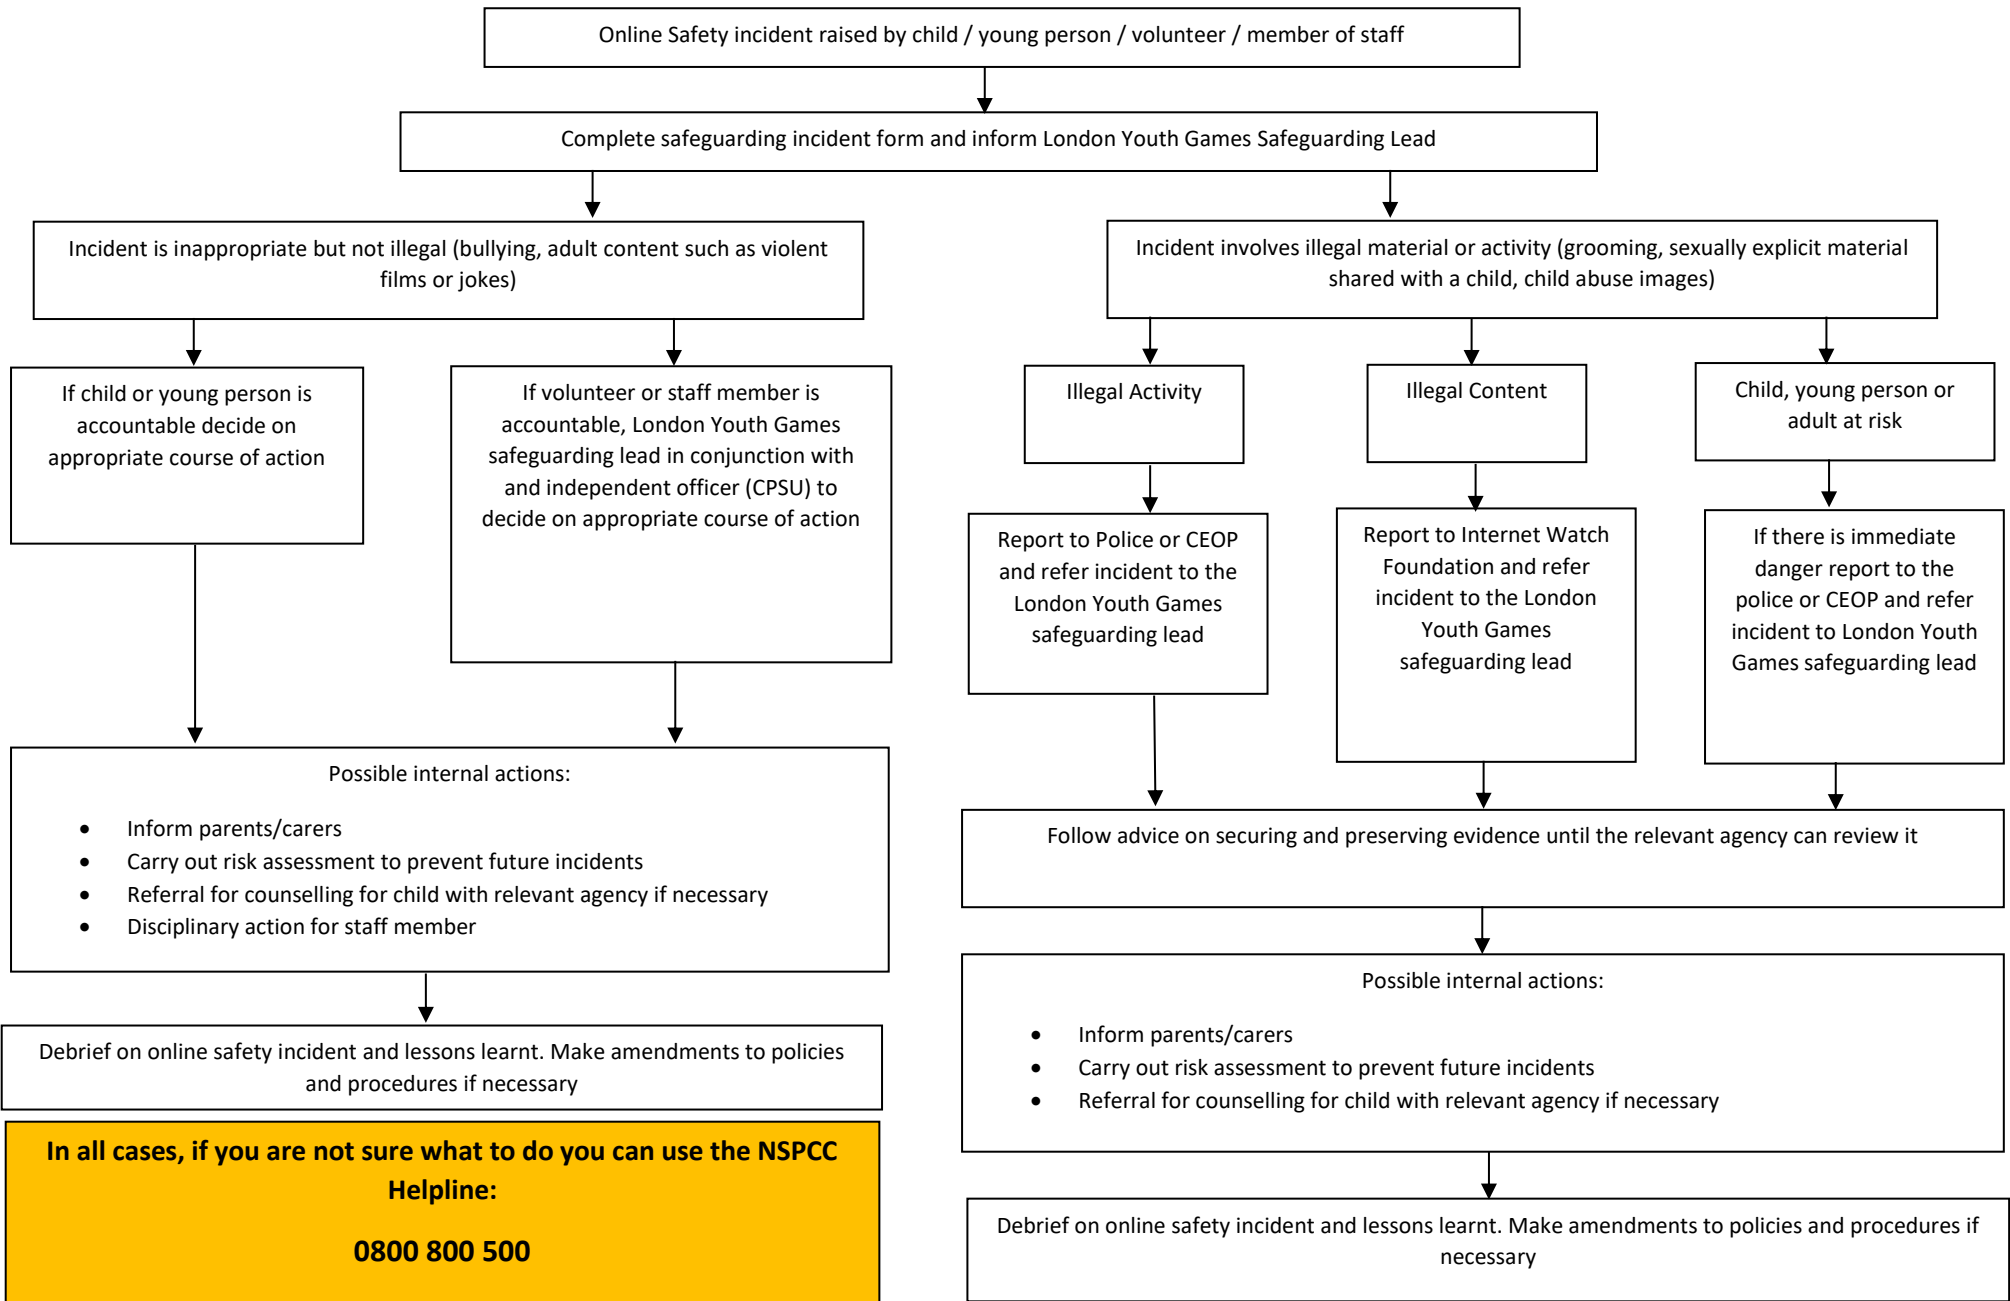 Online Safety incident raised by child / young person / volunteer / member of staff
Complete safeguarding incident form and inform London Youth Games Safeguarding Lead
Incident is inappropriate but not illegal (bullying, adult content such as violent
films or jokes)
Incident involves illegal material or activity (grooming, sexually explicit material
shared with a child, child abuse images)
If child or young person is
accountable decide on
appropriate course of action
If volunteer or staff member is
accountable, London Youth Games
safeguarding lead in conjunction with
and independent officer (CPSU) to
decide on appropriate course of action
Illegal Activity
Illegal Content
Child, young person or
adult at risk
Report to Police or CEOP
and refer incident to the
London Youth Games
safeguarding lead
Report to Internet Watch
Foundation and refer
incident to the London
Youth Games
safeguarding lead
If there is immediate
danger report to the
police or CEOP and refer
incident to London Youth
Games safeguarding lead
Possible internal actions:
• Inform parents/carers
• Carry out risk assessment to prevent future incidents
• Referral for counselling for child with relevant agency if necessary
• Disciplinary action for staff member
Follow advice on securing and preserving evidence until the relevant agency can review it
Possible internal actions:
• Inform parents/carers
• Carry out risk assessment to prevent future incidents
• Referral for counselling for child with relevant agency if necessary
Debrief on online safety incident and lessons learnt. Make amendments to policies
and procedures if necessary
In all cases, if you are not sure what to do you can use the NSPCC
Helpline:
0800 800 500
Debrief on online safety incident and lessons learnt. Make amendments to policies and procedures if
necessary